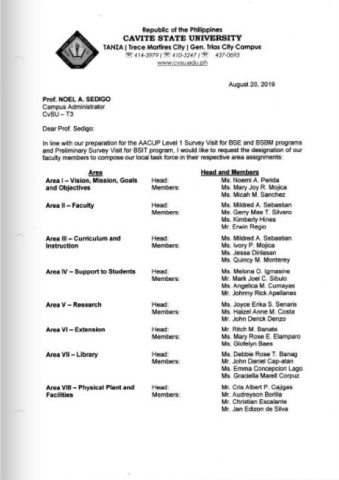 Republic of the Philippines
CAVITE STATE UNIVERSITY
TANZA | Trece Martires City | Gen. Trias City Campus
☏ 414-3979 | ☏ 410-5247 | ☏ 437-0693
www.cvsu.edu.ph
August 20, 2019
Prof. NOEL A. SEDIGO
Campus Administrator
CvSU – T3
Dear Prof. Sedigo:
In line with our preparation for the AACUP Level 1 Survey Visit for BSE and BSBM programs
and Preliminary Survey Visit for BSIT program, I would like to request the designation of our
faculty members to compose our local task force in their respective area assignments:
Area Head and Members
Area I – Vision, Mission, Goals Head: Ms. Noemi A. Perida
and Objectives Members: Ms. Mary Joy R. Mojica
Ms. Micah M. Sanchez
Area II – Faculty Head: Ms. Mildred A. Sebastian
Members: Ms. Gerry Mae T. Silvero
Ms. Kimberly Hines
Mr. Erwin Regio
Area III – Curriculum and Head: Ms. Mildred A. Sebastian
Instruction Members: Ms. Ivory P. Mojica
Ms. Jessa Dinlasan
Ms. Quincy M. Monterey
Area IV – Support to Students Head: Ms. Melona O. Igmasine
Members: Mr. Mark Joel C. Sibulo
Ms. Angelica M. Cumayas
Mr. Johnny Rick Apellanes
Area V – Research Head: Ms. Joyce Erika S. Senaris
Members: Ms. Haizel Anne M. Costa
Mr. John Derick Denzo
Area VI – Extension Head: Mr. Ritch M. Banate
Members: Ms. Mary Rose E. Elamparo
Ms. Glofelyn Baes
Area VII – Library Head: Ms. Debbie Rose T. Banag
Members: Mr. John Daniel Cap-atan
Ms. Emma Concepcion Lago
Ms. Graciella Marell Corpuz
Area VIII – Physical Plant and Head: Mr. Cris Albert P. Cajigas
Facilities Members: Mr. Audreyson Borilla
Mr. Christian Escalante
Mr. Jan Edizon de Silva